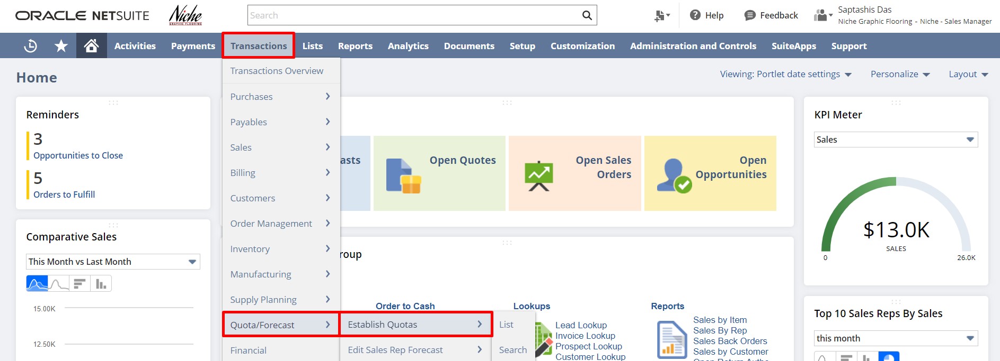 ORACLE NETSUITE
Niche
GRAPHIC FLOORING
Search
Help
Feedback
Saptashis Das
Niche Graphic Flooring - Niche - Sales Manager
Activities
Payments
Transactions
Lists
Reports
Analytics
Documents
Setup
Customization
Administration and Controls
SuiteApps
Support
Home
Viewing: Portlet date settings
Personalize
Layout
Transactions Overview
Purchases
Payables
Sales
Billing
Customers
Order Management
Inventory
Manufacturing
Supply Planning
Quota/Forecast
Financial
Establish Quotas
Edit Sales Rep Forecast
List
Search
Reminders
3
Opportunities to Close
5
Orders to Fulfill
Comparative Sales
This Month vs Last Month
15.00K
12.50K
asts
Open Quotes
Open Sales
Orders
Open
Opportunities
roup
Order to Cash
Lookups
Lead Lookup
Invoice Lookup
Prospect Lookup
Customer Lookup
Reports
Sales by Item
Sales By Rep
Sales Back Orders
Sales by Customer
KPI Meter
Sales
$13.0K
SALES
0
26.0K
Top 10 Sales Reps By Sales
this month